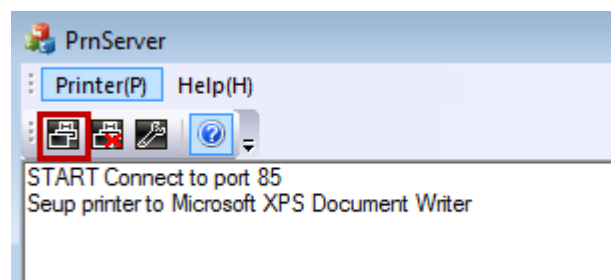 PrnServer
Printer(P) Help(H)
START Connect to port 85
Seup printer to Microsoft XPS Document Writer